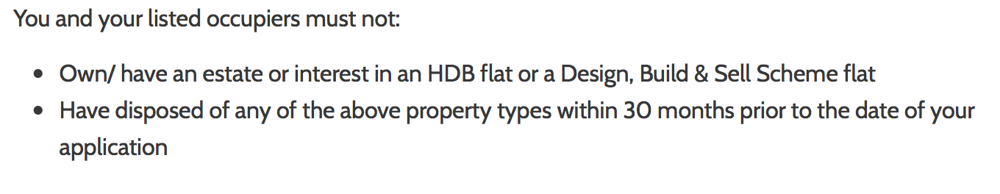 You and your listed occupiers must not:
• Own/ have an estate or interest in an HDB flat or a Design, Build & Sell Scheme flat
• Have disposed of any of the above property types within 30 months prior to the date of your
application